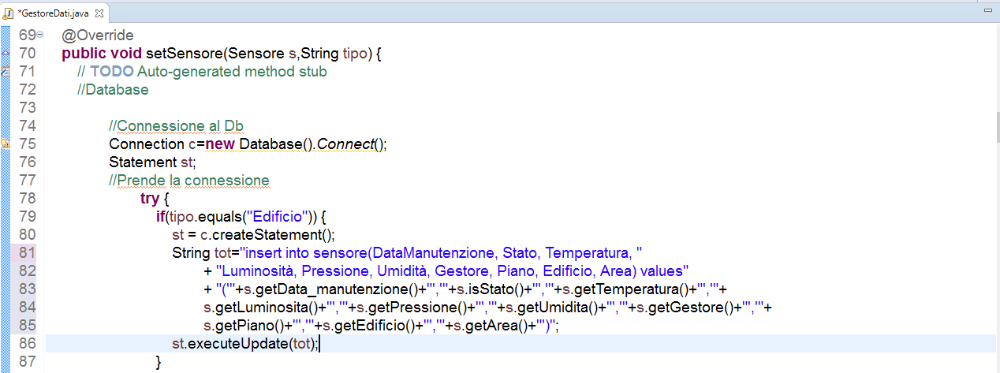 *GestoreDati.java
69 @Override
70 public void setSensore(Sensore s,String tipo) {
71 // TODO Auto-generated method stub
72 //Database
73
74 //Connessione al Db
75 Connection c=new Database().Connect();
76 Statement st;
77 //Prende la connessione
78 try {
79 if(tipo.equals("Edificio")) {
80 st = c.createStatement();
81 String tot="insert into sensore(DataManutenzione, Stato, Temperatura, "
82 + "Luminosità, Pressione, Umidità, Gestore, Piano, Edificio, Area) values"
83 + "('"+s.getData_manutenzione()+"','"+s.isStato()+"','"+s.getTemperatura()+"','"+
84 s.getLuminosita()+"','"+s.getPressione()+"','"+s.getUmidita()+"','"+s.getGestore()+"','"+
85 s.getPiano()+"','"+s.getEdificio()+"','"+s.getArea()+"')";
86 st.executeUpdate(tot);
87 }